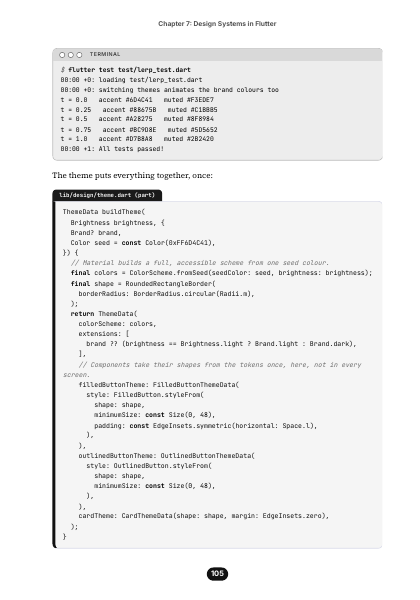 Chapter 7: Design Systems in Flutter
TERMINAL
$ flutter test test/lerp_test.dart
00:00 +0: loading test/lerp_test.dart
00:00 +0: switching themes animates the brand colours too
t = 0.0   accent #6D4C41   muted #F3EDE7
t = 0.25   accent #88675B   muted #C1BBB5
t = 0.5   accent #A28275   muted #8F8984
t = 0.75   accent #BC9D8E   muted #5D5652
t = 1.0   accent #D7B8A8   muted #2B2420
00:00 +1: All tests passed!
The theme puts everything together, once:
lib/design/theme.dart (part)
ThemeData buildTheme(
  Brightness brightness, {
  Brand? brand,
  Color seed = const Color(0xFF6D4C41),
}) {
  // Material builds a full, accessible scheme from one seed colour.
  final colors = ColorScheme.fromSeed(seedColor: seed, brightness: brightness);
  final shape = RoundedRectangleBorder(
    borderRadius: BorderRadius.circular(Radii.m),
  );
  return ThemeData(
    colorScheme: colors,
    extensions: [
      brand ?? (brightness == Brightness.light ? Brand.light : Brand.dark),
    ],
    // Components take their shapes from the tokens once, here, not in every
screen.
    filledButtonTheme: FilledButtonThemeData(
      style: FilledButton.styleFrom(
        shape: shape,
        minimumSize: const Size(0, 48),
        padding: const EdgeInsets.symmetric(horizontal: Space.l),
      ),
    ),
    outlinedButtonTheme: OutlinedButtonThemeData(
      style: OutlinedButton.styleFrom(
        shape: shape,
        minimumSize: const Size(0, 48),
      ),
    ),
    cardTheme: CardThemeData(shape: shape, margin: EdgeInsets.zero),
  );
}
105